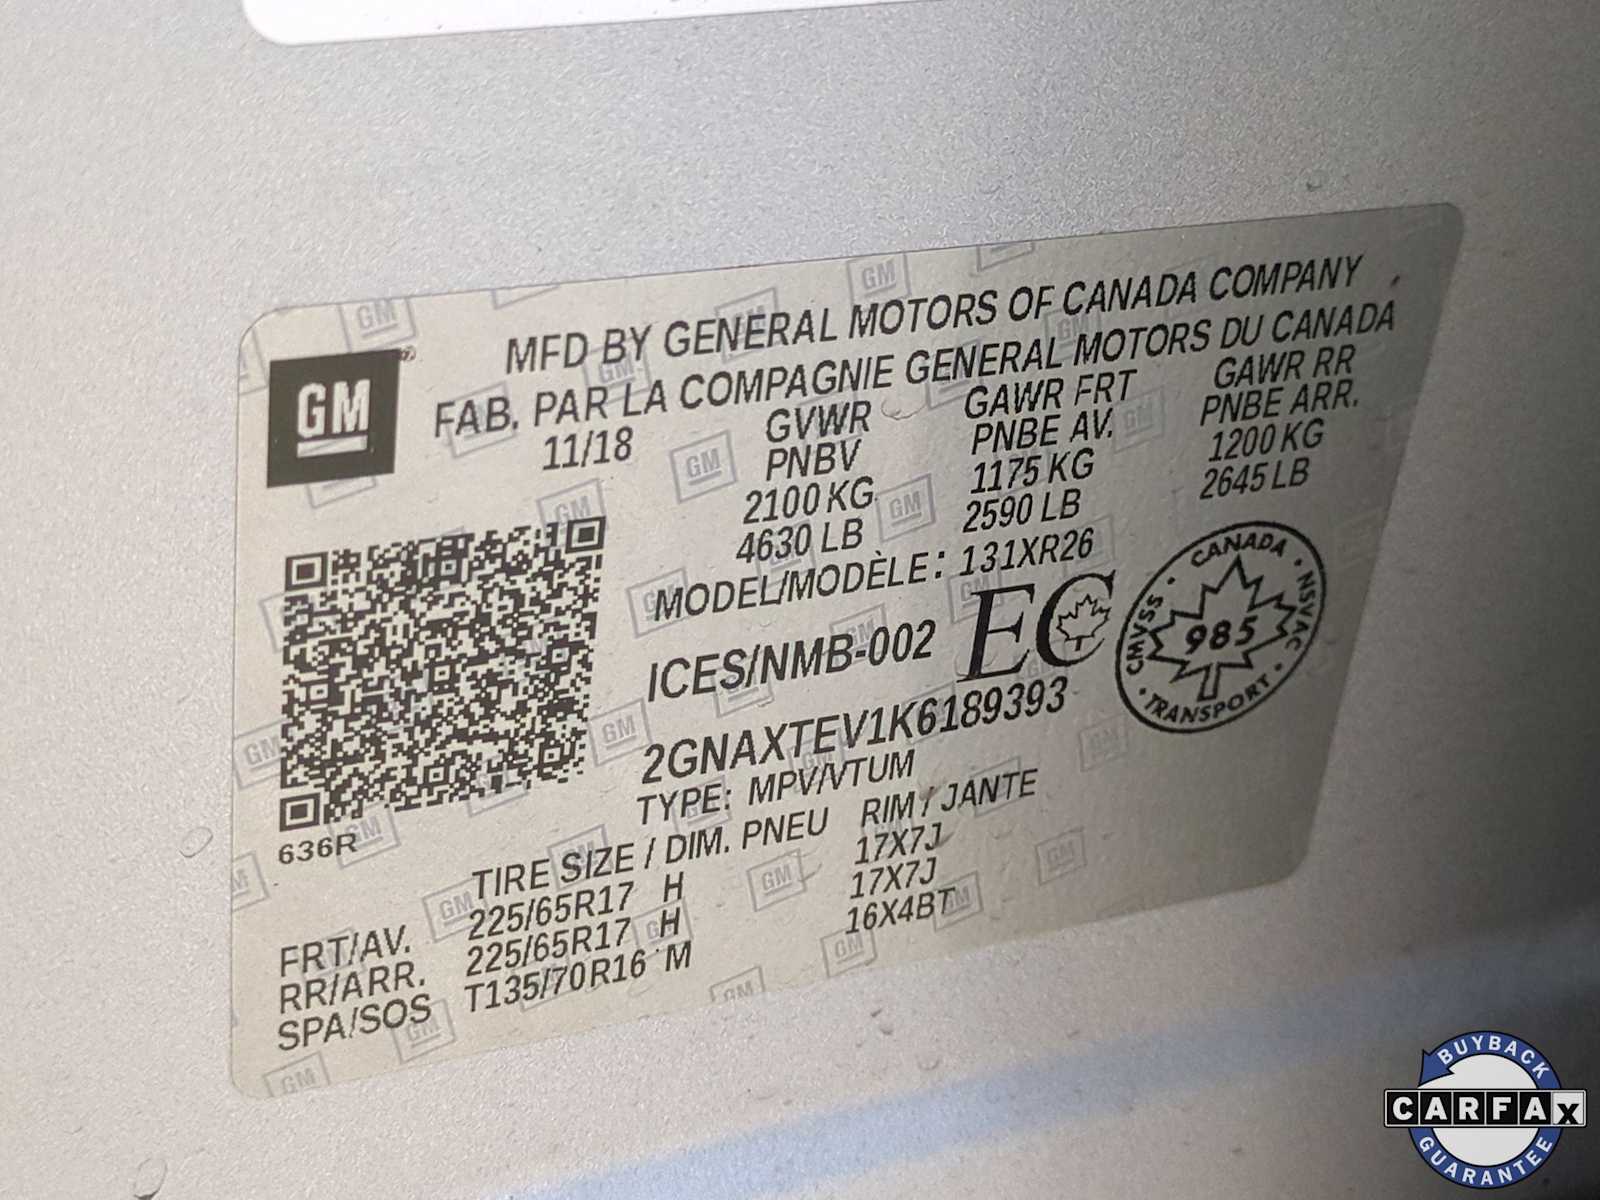 GM
MFD BY GENERAL MOTORS OF CANADA COMPANY
FAB. PAR LA COMPAGNIE GENERAL MOTORS DU CANADA
11/18
GVWR GAWR FRT GAWR RR
PNBV PNBE AV. PNBE ARR.
2100 KG 1175 KG 1200 KG
4630 LB 2590 LB 2645 LB
MODEL/MODÈLE: 131XR26
ICES/NMB-002 EC
CANADA
CMVSS 985 NSVAC
TRANSPORT
2GNAXTEV1K6189393
TYPE: MPV/VTUM
636R
TIRE SIZE / DIM. PNEU RIM / JANTE
FRT/AV. 225/65R17 H 17X7J
RR/ARR. 225/65R17 H 17X7J
SPA/SOS T135/70R16 M 16X4BT
BUYBACK
CARFAX
GUARANTEE